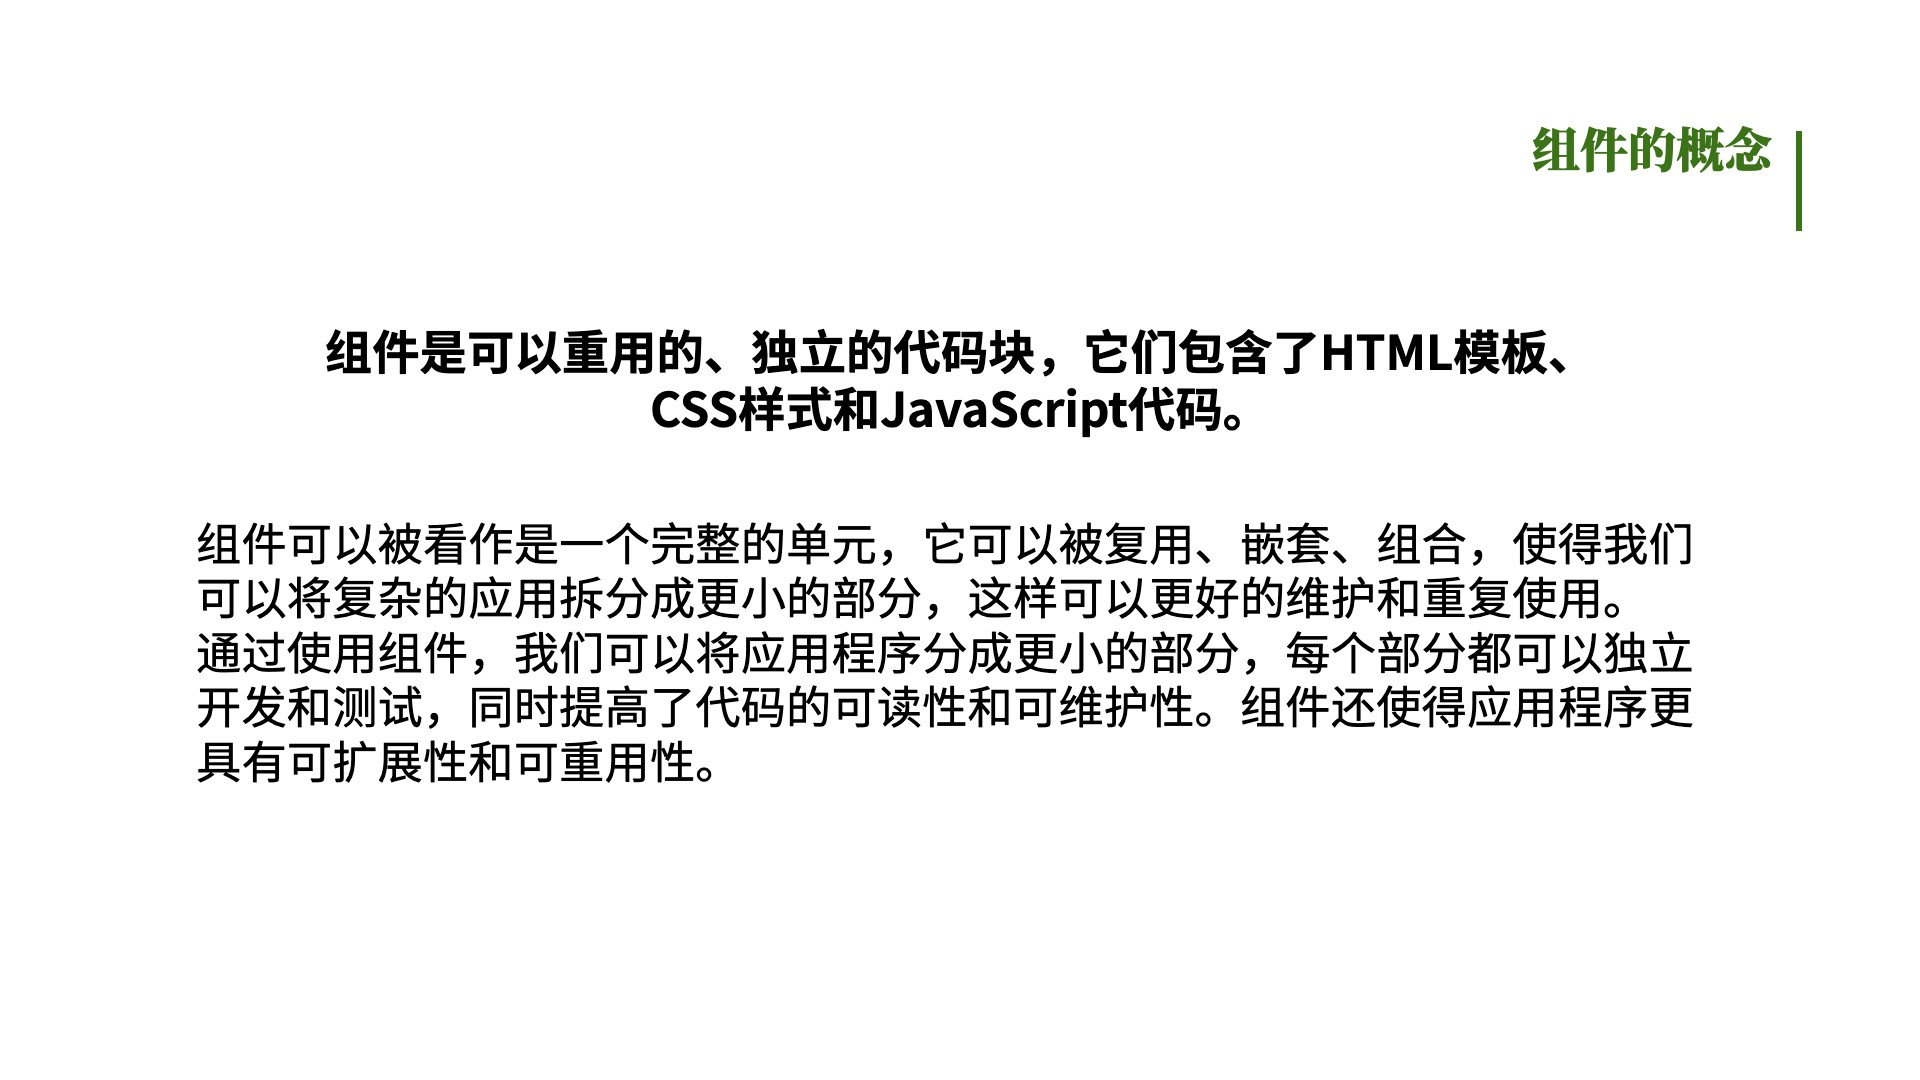 组件的概念
组件是可以重用的、独立的代码块，它们包含了HTML模板、
CSS样式和JavaScript代码。
组件可以被看作是一个完整的单元，它可以被复用、嵌套、组合，使得我们
可以将复杂的应用拆分成更小的部分，这样可以更好的维护和重复使用。
通过使用组件，我们可以将应用程序分成更小的部分，每个部分都可以独立
开发和测试，同时提高了代码的可读性和可维护性。组件还使得应用程序更
具有可扩展性和可重用性。